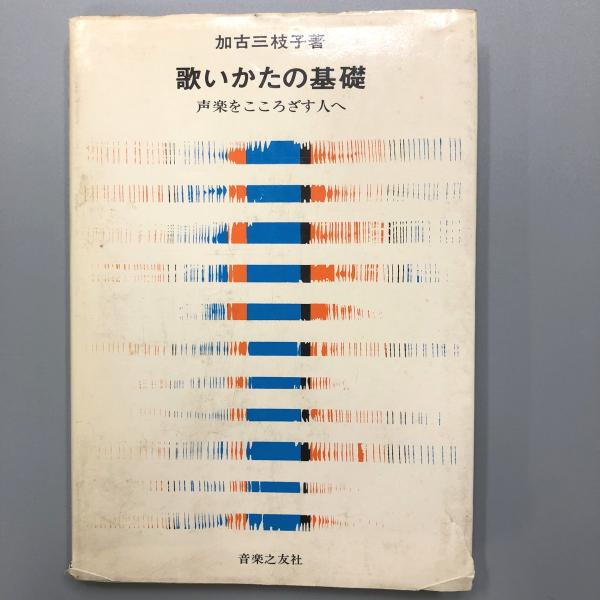 加古三枝子著
歌いかたの基礎
声楽をこころざす人へ
音楽之友社